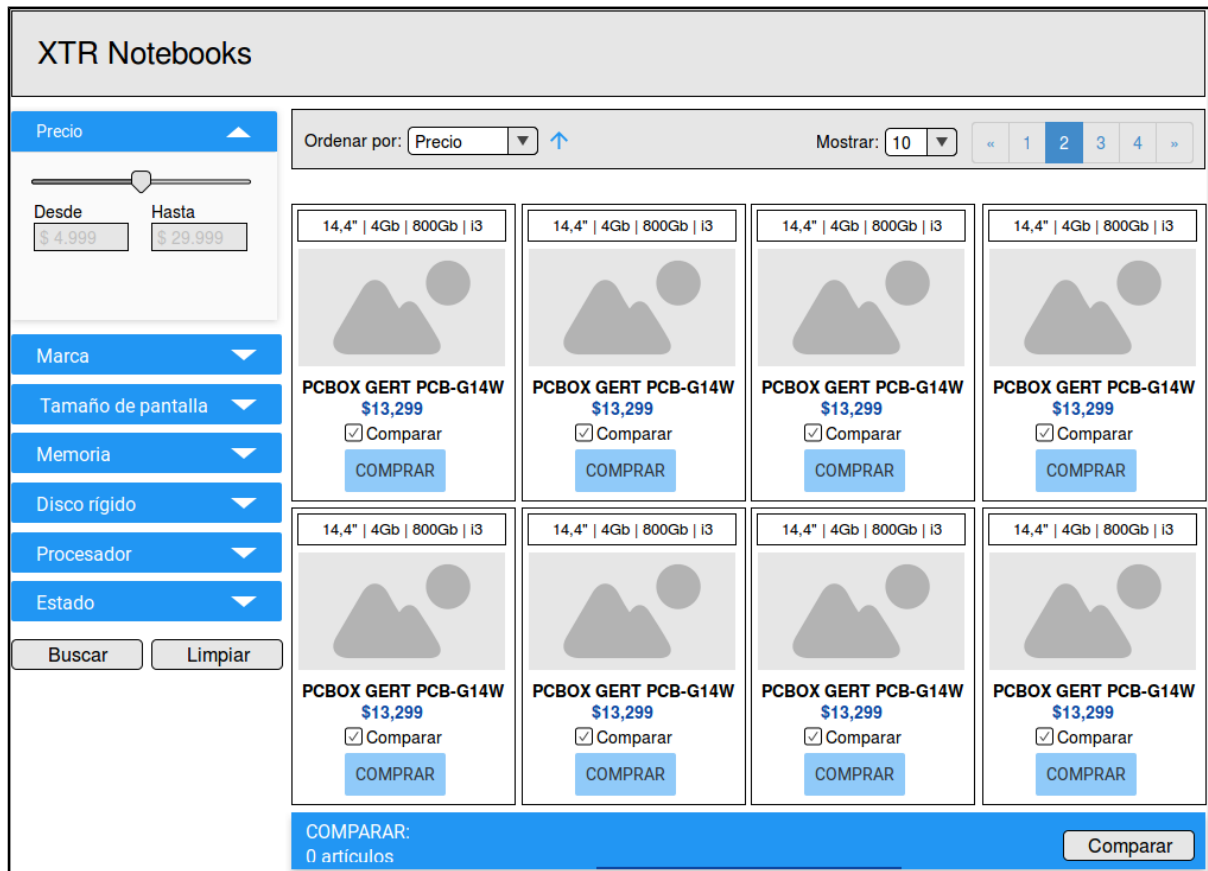 XTR Notebooks
Precio
Desde Hasta
$ 4.999 $ 29.999
Marca
Tamaño de pantalla
Memoria
Disco rígido
Procesador
Estado
Buscar Limpiar
Ordenar por: Precio Mostrar: 10 « 1 2 3 4 »
14,4" | 4Gb | 800Gb | i3 14,4" | 4Gb | 800Gb | i3 14,4" | 4Gb | 800Gb | i3 14,4" | 4Gb | 800Gb | i3
PCBOX GERT PCB-G14W PCBOX GERT PCB-G14W PCBOX GERT PCB-G14W PCBOX GERT PCB-G14W
$13,299 $13,299 $13,299 $13,299
Comparar Comparar Comparar Comparar
COMPRAR COMPRAR COMPRAR COMPRAR
14,4" | 4Gb | 800Gb | i3 14,4" | 4Gb | 800Gb | i3 14,4" | 4Gb | 800Gb | i3 14,4" | 4Gb | 800Gb | i3
PCBOX GERT PCB-G14W PCBOX GERT PCB-G14W PCBOX GERT PCB-G14W PCBOX GERT PCB-G14W
$13,299 $13,299 $13,299 $13,299
Comparar Comparar Comparar Comparar
COMPRAR COMPRAR COMPRAR COMPRAR
COMPARAR:
0 artículos
Comparar